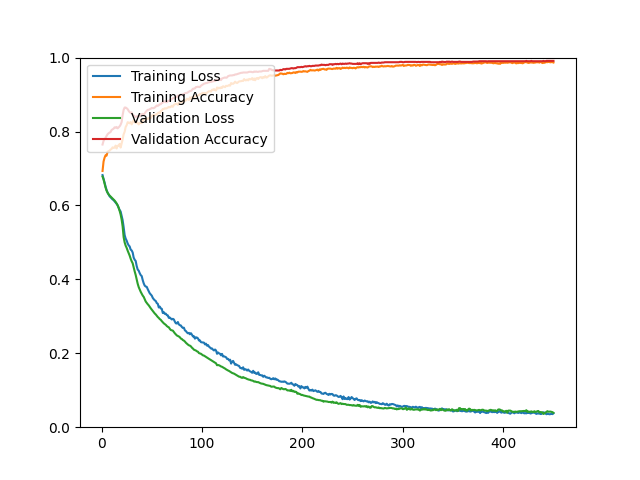 1.0
0.8
0.6
0.4
0.2
0.0
Training Loss
Training Accuracy
Validation Loss
Validation Accuracy
0 100 200 300 400